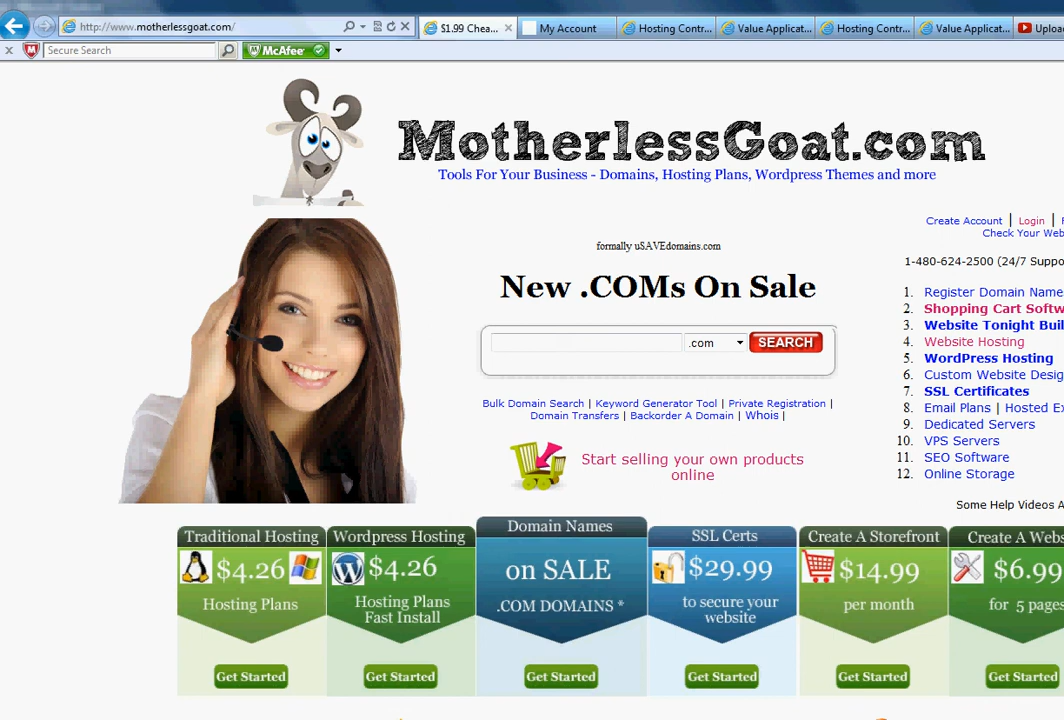 http://www.motherlessgoat.com/
$1.99 Chea...
My Account
Hosting Contr...
Value Applicat...
Hosting Contr...
Value Applicat...
Uploa
Secure Search
McAfee
MotherlessGoat.com
Tools For Your Business - Domains, Hosting Plans, Wordpress Themes and more
Create Account | Login |
Check Your Web
formally uSAVEdomains.com
1-480-624-2500 (24/7 Suppo
New .COMs On Sale
.com
SEARCH
Bulk Domain Search | Keyword Generator Tool | Private Registration |
Domain Transfers | Backorder A Domain | Whois |
Start selling your own products
online
1. Register Domain Name
2. Shopping Cart Softw
3. Website Tonight Buil
4. Website Hosting
5. WordPress Hosting
6. Custom Website Desig
7. SSL Certificates
8. Email Plans | Hosted Ex
9. Dedicated Servers
10. VPS Servers
11. SEO Software
12. Online Storage
Some Help Videos A
Traditional Hosting
$4.26
Hosting Plans
Get Started
Wordpress Hosting
$4.26
Hosting Plans
Fast Install
Get Started
Domain Names
on SALE
.COM DOMAINS *
Get Started
SSL Certs
$29.99
to secure your
website
Get Started
Create A Storefront
$14.99
per month
Get Started
Create A Webs
$6.99
for 5 pages
Get Started